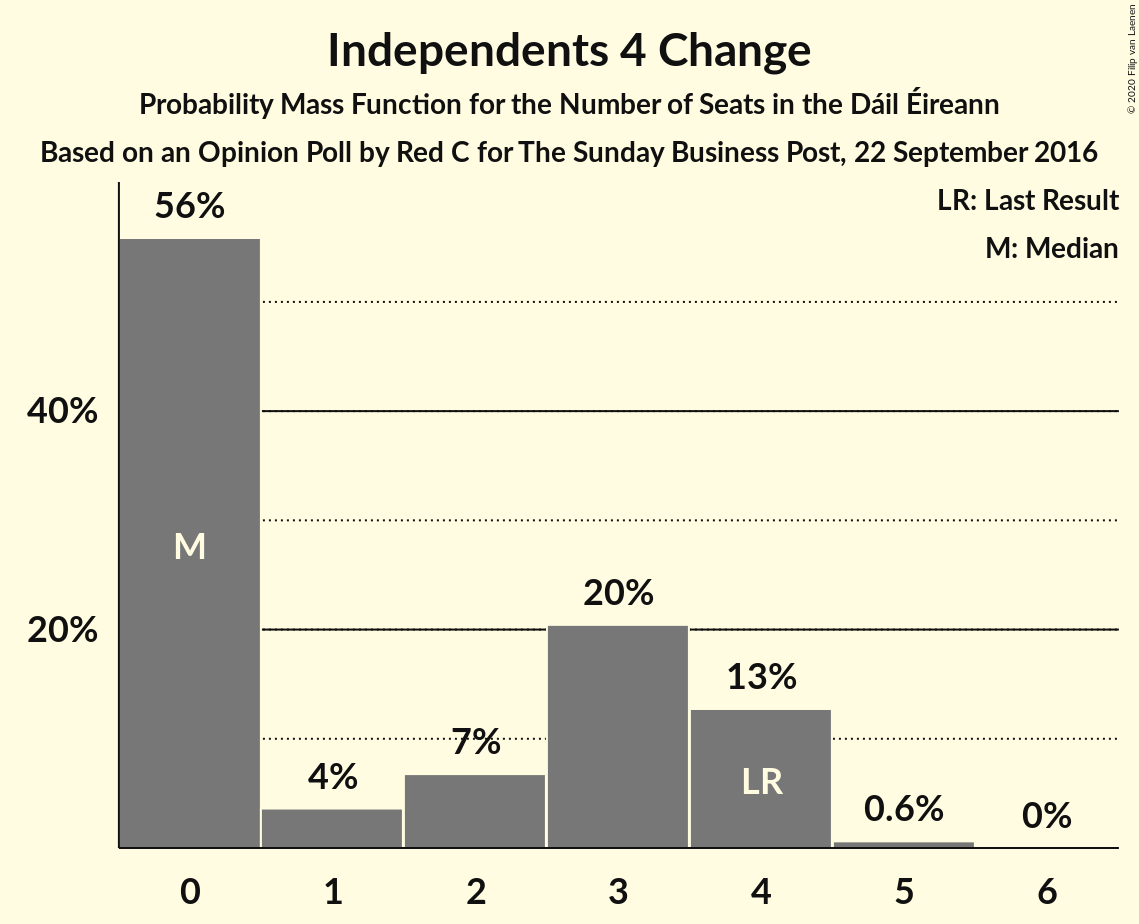 Independents 4 Change
Probability Mass Function for the Number of Seats in the Dáil Éireann
Based on an Opinion Poll by Red C for The Sunday Business Post, 22 September 2016
© 2020 Filip van Laenen
LR: Last Result
M: Median
56%
40%
M
20%
20%
13%
7%
4%
LR
0.6%
0%
0 1 2 3 4 5 6